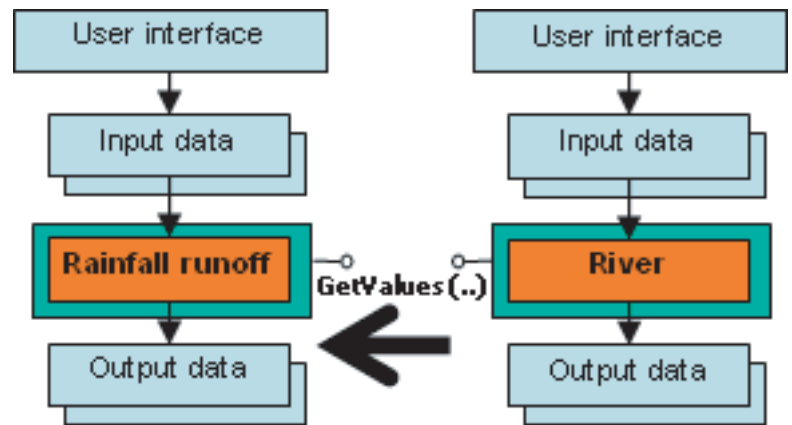 User interface
Input data
Rainfall runoff
Output data
GetValues(..)
User interface
Input data
River
Output data